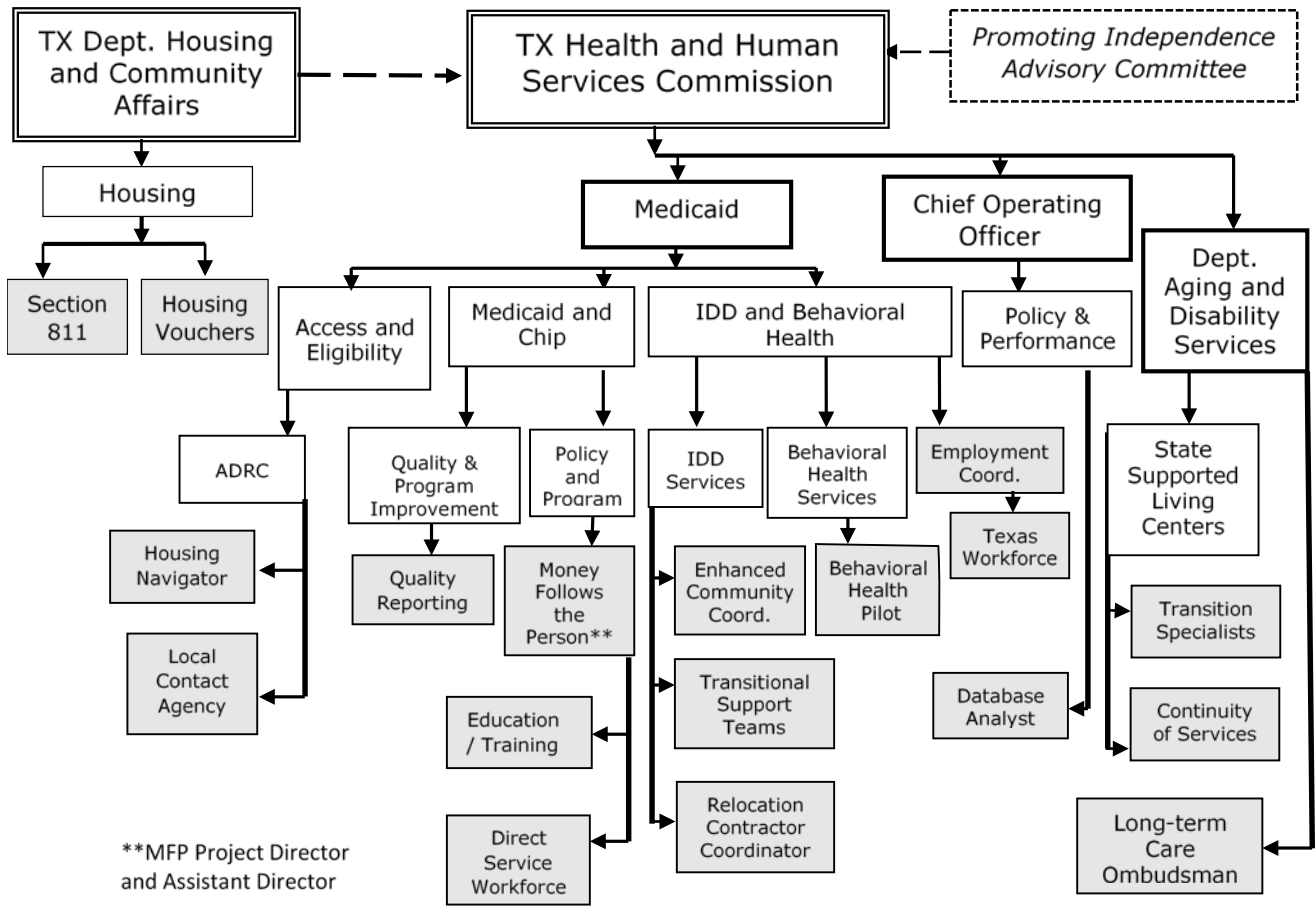 TX Dept. Housing
and Community
Affairs
TX Health and Human
Services Commission
Promoting Independence
Advisory Committee
Housing
Medicaid
Chief Operating
Officer
Dept.
Aging and
Disability
Services
Section
811
Housing
Vouchers
Access and
Eligibility
Medicaid and
Chip
IDD and Behavioral
Health
Policy &
Performance
ADRC
Quality &
Program
Improvement
Policy
and
Program
IDD
Services
Behavioral
Health
Services
Employment
Coord.
State
Supported
Living
Centers
Housing
Navigator
Quality
Reporting
Money
Follows
the
Person**
Enhanced
Community
Coord.
Behavioral
Health
Pilot
Texas
Workforce
Transition
Specialists
Local
Contact
Agency
Education
/ Training
Transitional
Support
Teams
Database
Analyst
Continuity
of Services
Direct
Service
Workforce
Relocation
Contractor
Coordinator
Long-term
Care
Ombudsman
**MFP Project Director
and Assistant Director